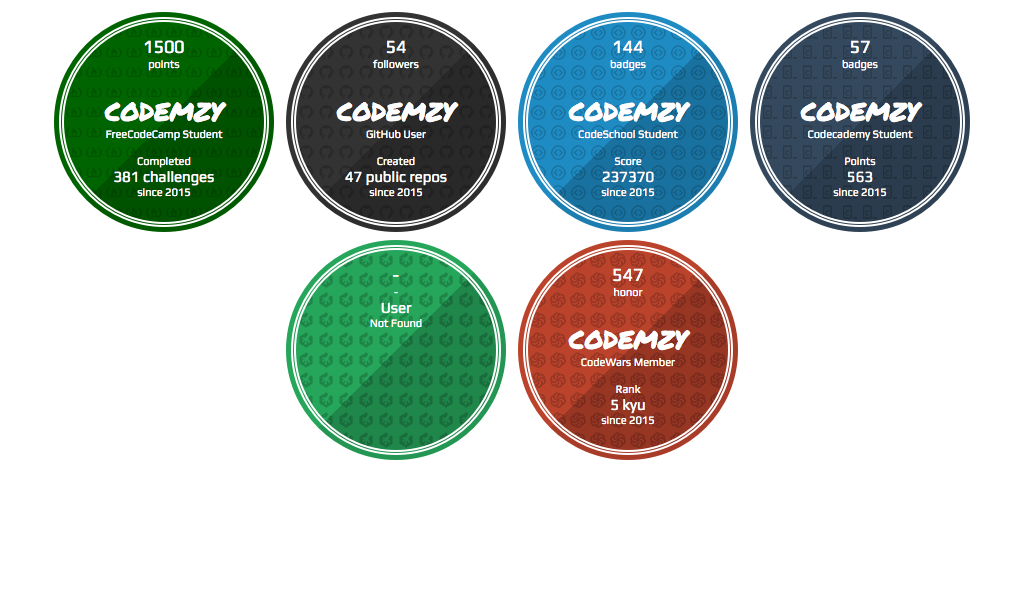 1500
points
CODEMZY
FreeCodeCamp Student
Completed
381 challenges
since 2015
54
followers
CODEMZY
GitHub User
Created
47 public repos
since 2015
144
badges
CODEMZY
CodeSchool Student
Score
237370
since 2015
57
badges
CODEMZY
Codecademy Student
Points
563
since 2015
-
-
User
Not Found
547
honor
CODEMZY
CodeWars Member
Rank
5 kyu
since 2015